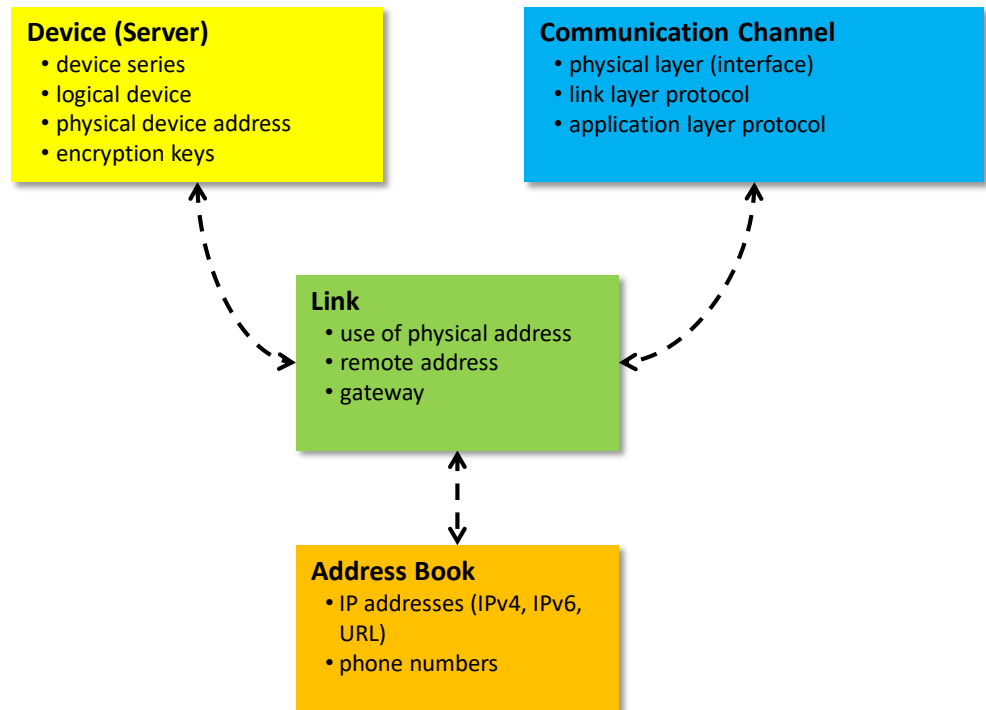 Device (Server)
• device series
• logical device
• physical device address
• encryption keys
Communication Channel
• physical layer (interface)
• link layer protocol
• application layer protocol
Link
• use of physical address
• remote address
• gateway
Address Book
• IP addresses (IPv4, IPv6,
URL)
• phone numbers